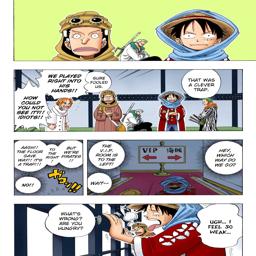 THAT WAS A
CLEVER
TRAP.
SURE
FOOLED
US.
WE
PLAYED
RIGHT INTO
HIS
HANDS!!
HOW
COULD
YOU NOT
SEE IT?!
IDIOTS!!
HEY,
WHICH
WAY DO
WE GO?
VIP
THE
V.I.P.
ROOM IS
TO THE
LEFT!
WAIT--
BUT
WE'RE
PIRATES
!!
TO
THE
RIGHT
AAGH!!
THE FLOOR
GAVE
WAY!! IT'S
A TRAP!!
NO!!
UGH... I
FEEL
SO
WEAK...
WHAT'S
WRONG?
ARE YOU
HUNGRY?